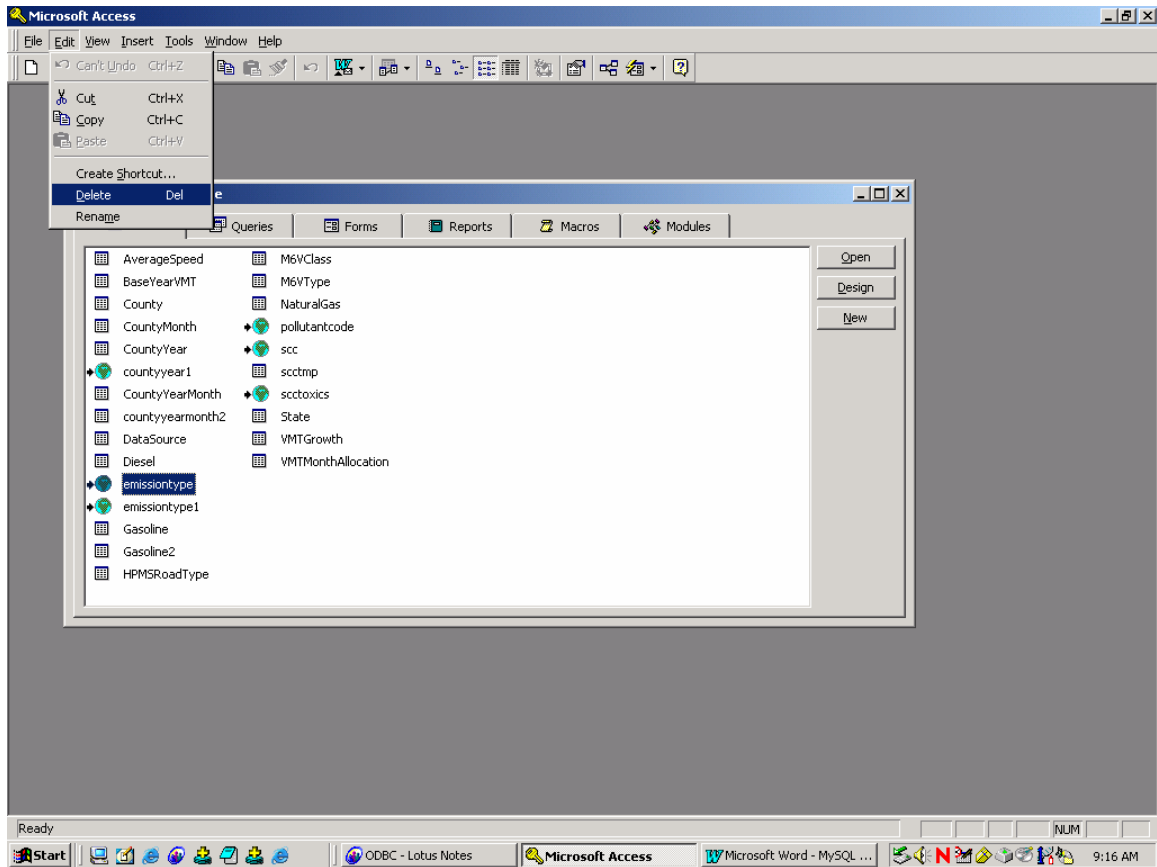 Microsoft Access
File Edit View Insert Tools Window Help
Can't Undo Ctrl+Z
Cut Ctrl+X
Copy Ctrl+C
Paste Ctrl+V
Create Shortcut...
Delete Del
Rename
e
Queries Forms Reports Macros Modules
AverageSpeed M6VClass Open
BaseYearVMT M6VType Design
County NaturalGas New
CountyMonth pollutantcode
CountyYear scc
countyyear1 scctmp
CountyYearMonth scctoxics
countyyearmonth2 State
DataSource VMTGrowth
Diesel VMTMonthAllocation
emissiontype
emissiontype1
Gasoline
Gasoline2
HPMSRoadType
Ready NUM
Start ODBC - Lotus Notes Microsoft Access Microsoft Word - MySQL ... N 9:16 AM